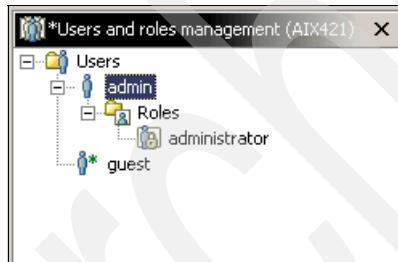 *Users and roles management (AIX421)
Users
admin
Roles
administrator
* guest